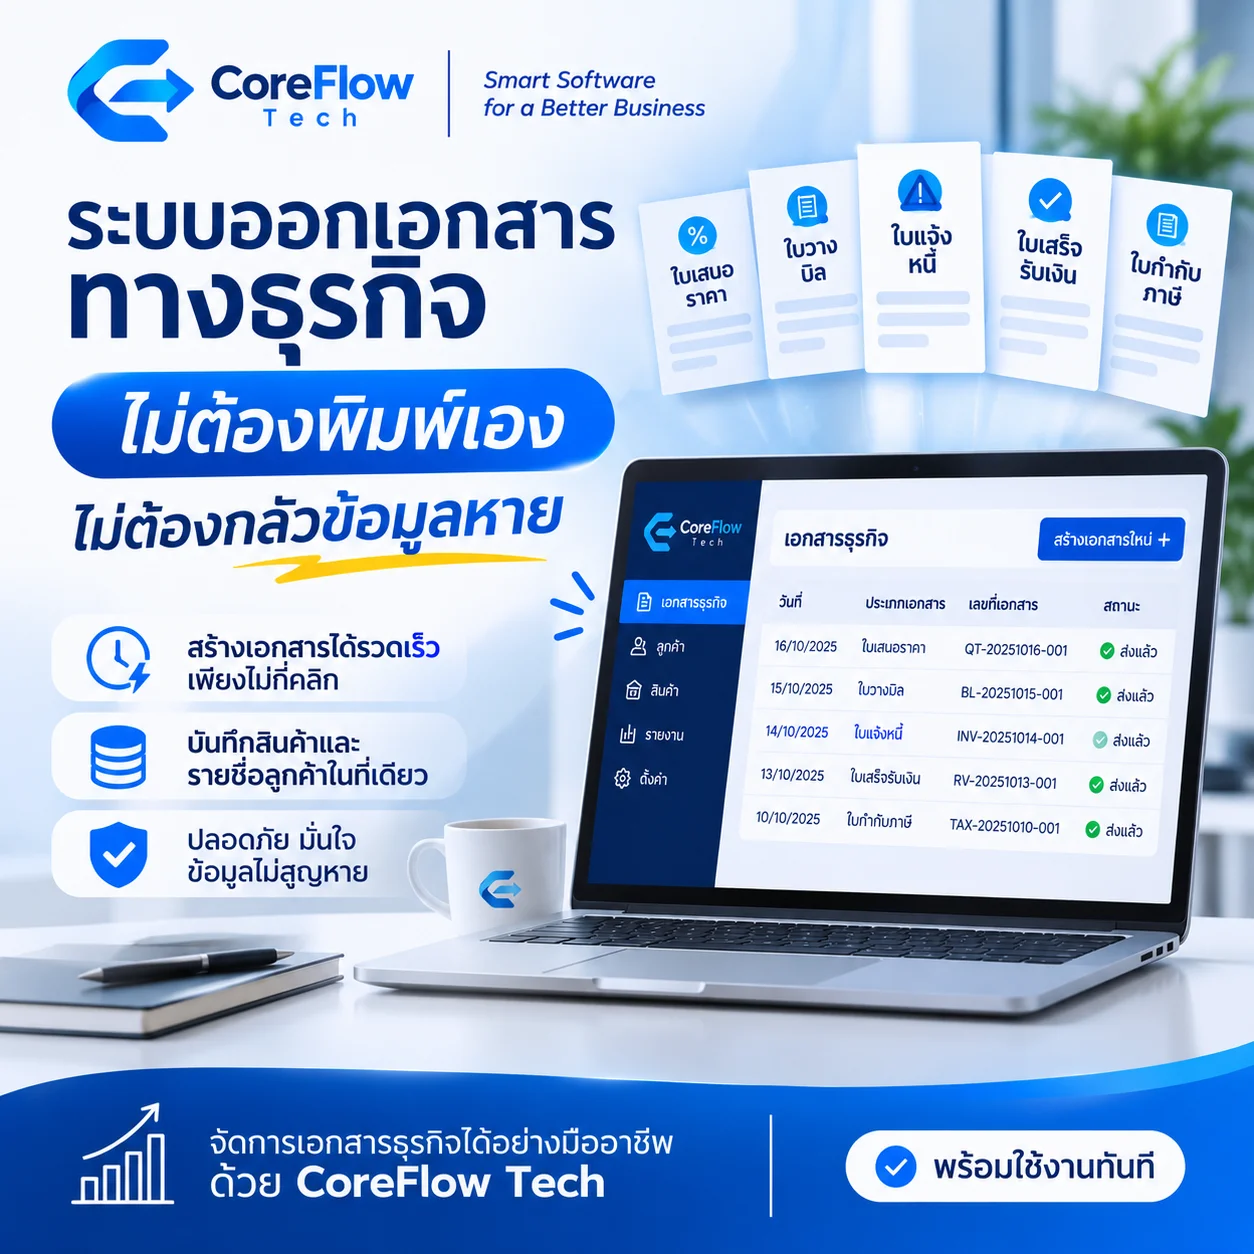 CoreFlow
Tech
Smart Software
for a Better Business
ระบบออกเอกสาร
ทางธุรกิจ
ไม่ต้องพิมพ์เอง
ไม่ต้องกลัวข้อมูลหาย
ใบเสนอ
ราคา
ใบวาง
บิล
ใบแจ้ง
หนี้
ใบเสร็จ
รับเงิน
ใบกำกับ
ภาษี
สร้างเอกสารได้รวดเร็ว
เพียงไม่กี่คลิก
บันทึกสินค้าและ
รายชื่อลูกค้าในที่เดียว
ปลอดภัย มั่นใจ
ข้อมูลไม่สูญหาย
CoreFlow
Tech
เอกสารธุรกิจ
ลูกค้า
สินค้า
รายงาน
ตั้งค่า
เอกสารธุรกิจ
สร้างเอกสารใหม่ +
วันที่ ประเภทเอกสาร เลขที่เอกสาร สถานะ
16/10/2025 ใบเสนอราคา QT-20251016-001 ส่งแล้ว
15/10/2025 ใบวางบิล BL-20251015-001 ส่งแล้ว
14/10/2025 ใบแจ้งหนี้ INV-20251014-001 ส่งแล้ว
13/10/2025 ใบเสร็จรับเงิน RV-20251013-001 ส่งแล้ว
10/10/2025 ใบกำกับภาษี TAX-20251010-001 ส่งแล้ว
จัดการเอกสารธุรกิจได้อย่างมืออาชีพ
ด้วย CoreFlow Tech
พร้อมใช้งานทันที